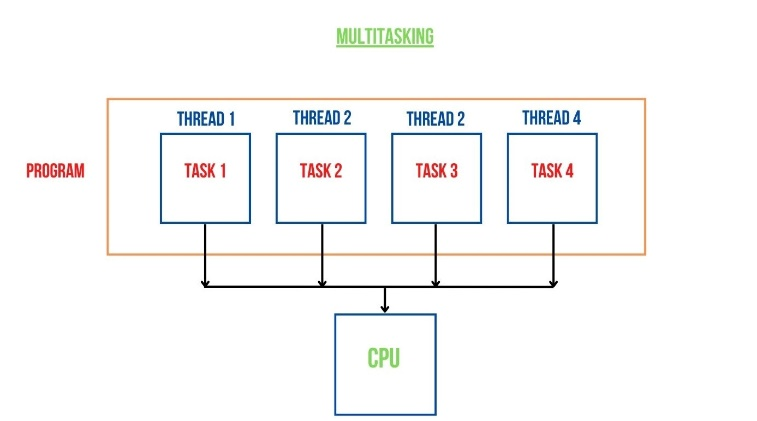 MULTITASKING
THREAD 1 THREAD 2 THREAD 2 THREAD 4
PROGRAM TASK 1 TASK 2 TASK 3 TASK 4
CPU